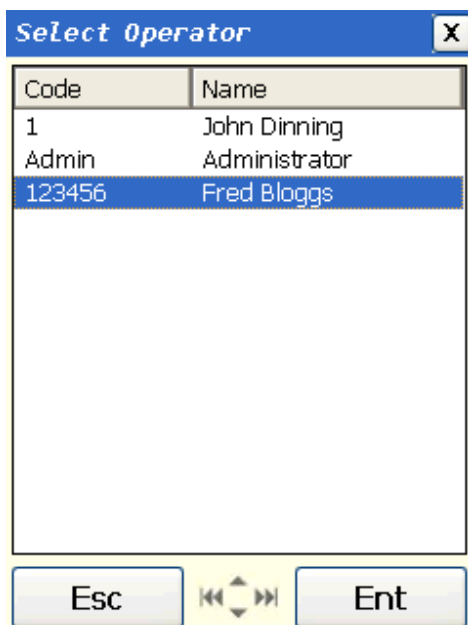 Select Operator X
Code Name
1 John Dinning
Admin Administrator
123456 Fred Bloggs
Esc Ent